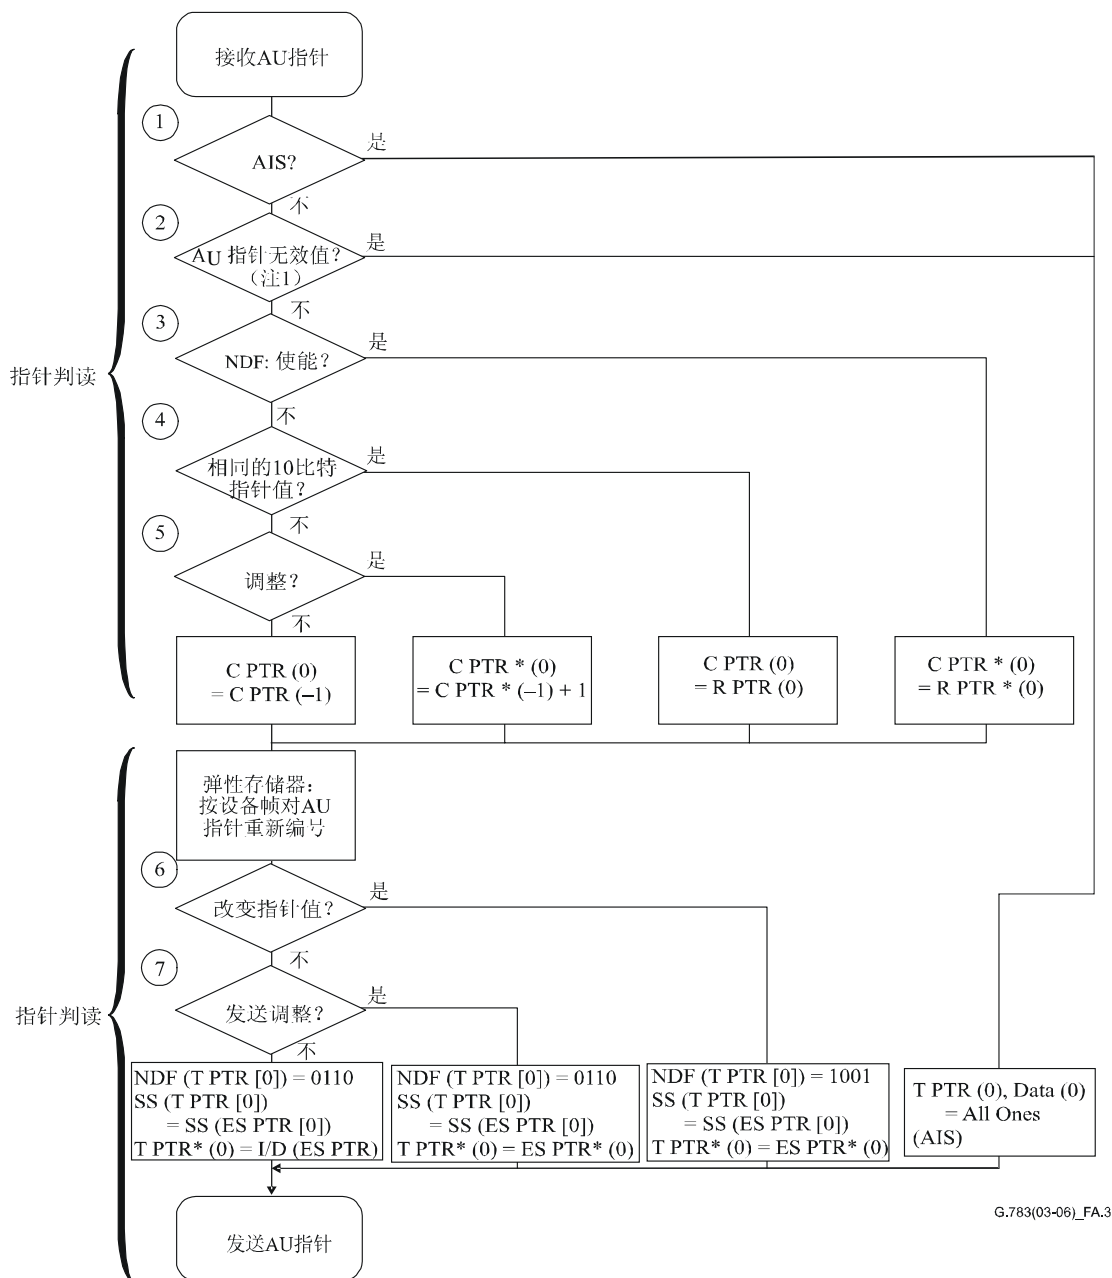 接收AU指针
1
AIS?
是
不
2
AU 指针无效值?
(注1)
是
不
3
NDF: 使能?
是
不
指针判读
4
相同的10比特
指针值?
是
不
5
调整?
是
不
C PTR (0)
= C PTR (–1)
C PTR * (0)
= C PTR * (–1) + 1
C PTR (0)
= R PTR (0)
C PTR * (0)
= R PTR * (0)
弹性存储器:
按设备帧对AU
指针重新编号
6
改变指针值?
是
不
7
发送调整?
是
不
指针判读
NDF (T PTR [0]) = 0110
SS (T PTR [0])
= SS (ES PTR [0])
T PTR* (0) = I/D (ES PTR)
NDF (T PTR [0]) = 0110
SS (T PTR [0])
= SS (ES PTR [0])
T PTR* (0) = ES PTR* (0)
NDF (T PTR [0]) = 1001
SS (T PTR [0])
= SS (ES PTR [0])
T PTR* (0) = ES PTR* (0)
T PTR (0), Data (0)
= All Ones
(AIS)
发送AU指针
G.783(03-06)_FA.3